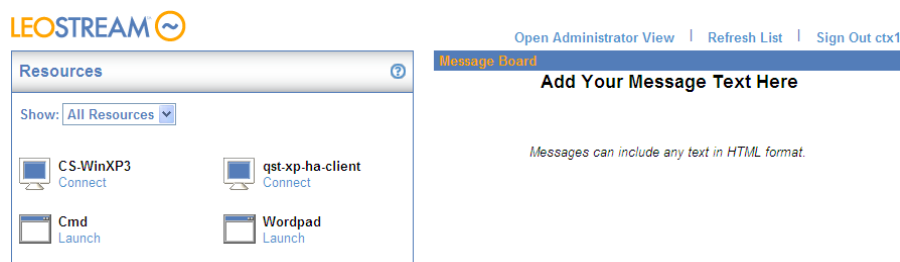 LEOSTREAM
Open Administrator View | Refresh List | Sign Out ctx1
Resources
Message Board
Add Your Message Text Here
Show: All Resources
Messages can include any text in HTML format.
CS-WinXP3
Connect
qst-xp-ha-client
Connect
Cmd
Launch
Wordpad
Launch